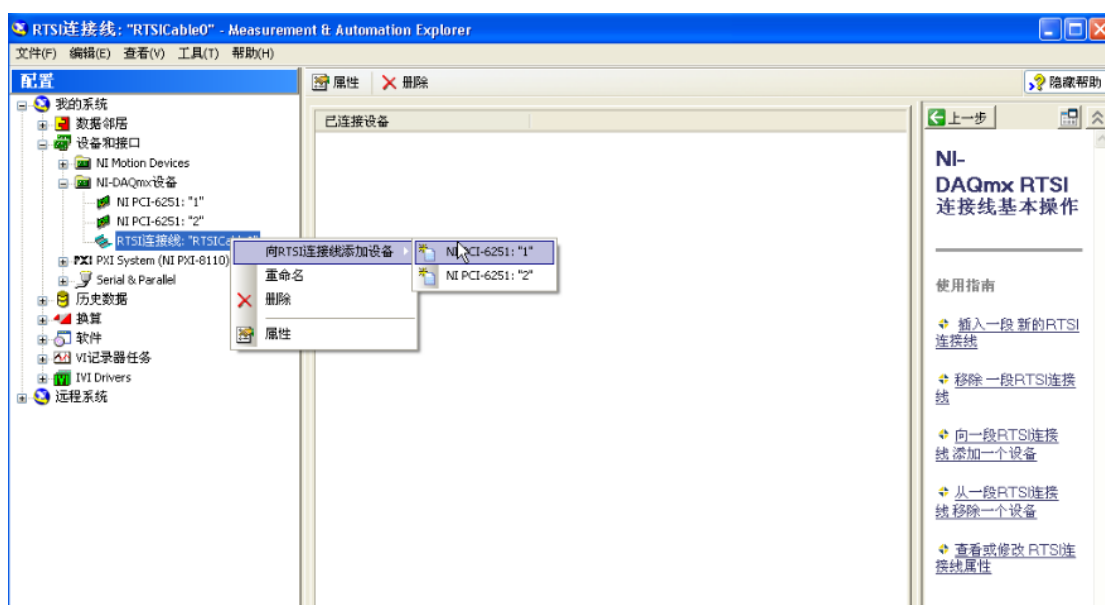 RTSI连接线: "RTSICable0" - Measurement & Automation Explorer
文件(F) 编辑(E) 查看(V) 工具(T) 帮助(H)
配置
属性 删除
隐藏帮助
我的系统
数据邻居
设备和接口
NI Motion Devices
NI-DAQmx设备
NI PCI-6251: "1"
NI PCI-6251: "2"
RTSI连接线: "RTSICable0"
PXI PXI System (NI PXI-8110)
Serial & Parallel
历史数据
换算
软件
VI记录器任务
IVI Drivers
远程系统
向RTSI连接线添加设备
重命名
删除
属性
NI PCI-6251: "1"
NI PCI-6251: "2"
已连接设备
上一步
NI-
DAQmx RTSI
连接线基本操作
使用指南
插入一段 新的RTSI
连接线
移除 一段RTSI连接
线
向一段RTSI连接
线 添加一个设备
从一段RTSI连接
线 移除一个设备
查看或修改 RTSI连
接线属性